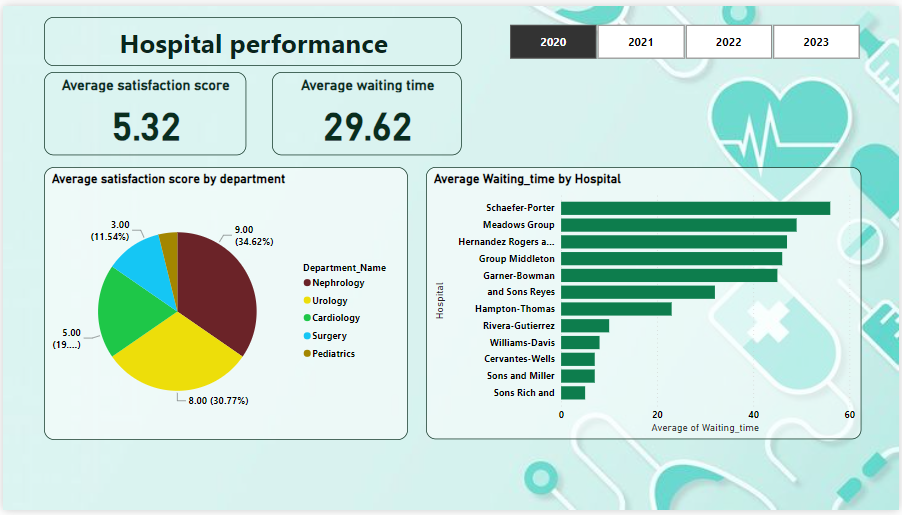 Hospital performance
2020 2021 2022 2023
Average satisfaction score
5.32
Average waiting time
29.62
Average satisfaction score by department
3.00
(11.54%)
9.00
(34.62%)
5.00
(19....)
8.00 (30.77%)
Department_Name
Nephrology
Urology
Cardiology
Surgery
Pediatrics
Average Waiting_time by Hospital
Hospital
Schaefer-Porter
Meadows Group
Hernandez Rogers a...
Group Middleton
Garner-Bowman
and Sons Reyes
Hampton-Thomas
Rivera-Gutierrez
Williams-Davis
Cervantes-Wells
Sons and Miller
Sons Rich and
0 20 40 60
Average of Waiting_time